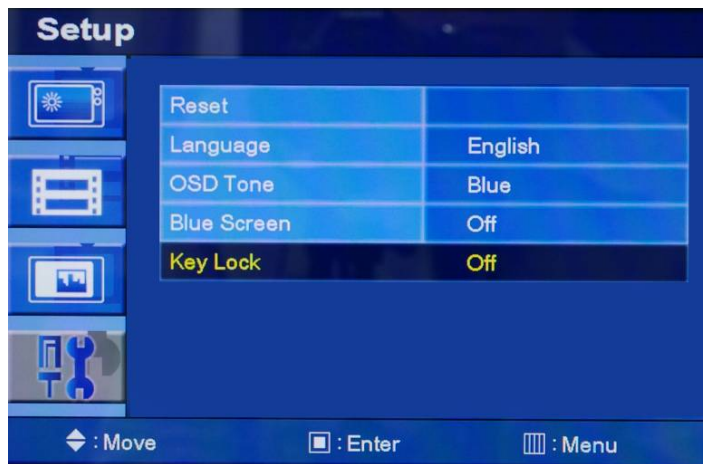 Setup
Reset
Language English
OSD Tone Blue
Blue Screen Off
Key Lock Off
: Move : Enter : Menu